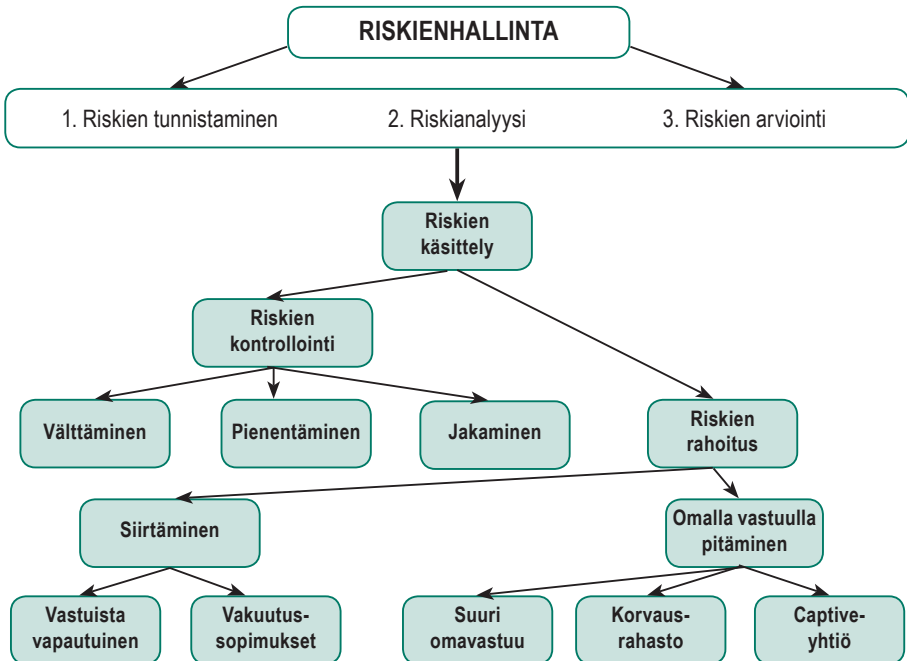 RISKIENHALLINTA
1. Riskien tunnistaminen 2. Riskianalyysi 3. Riskien arviointi
Riskien
käsittely
Riskien
kontrollointi
Välttäminen
Pienentäminen
Jakaminen
Riskien
rahoitus
Siirtäminen
Omalla vastuulla
pitäminen
Vastuista
vapautuinen
Vakuutus-
sopimukset
Suuri
omavastuu
Korvaus-
rahasto
Captive-
yhtiö